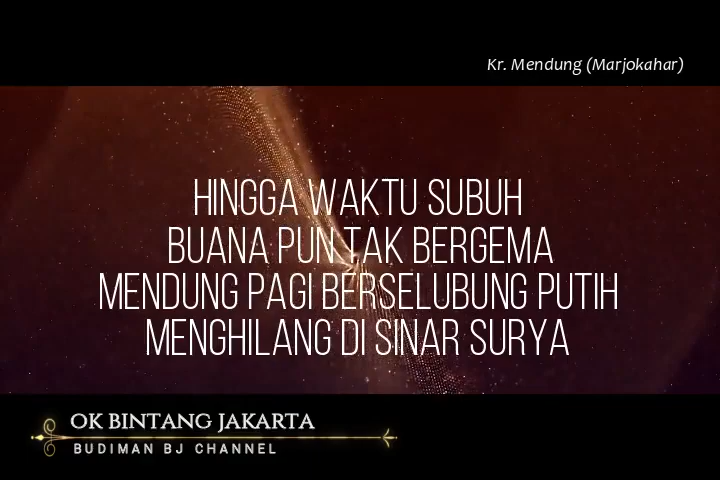 Kr. Mendung (Marjokahar)
HINGGA WAKTU SUBUH
BUANA PUN TAK BERGEMA
MENDUNG PAGI BERSELUBUNG PUTIH
MENGHILANG DI SINAR SURYA
OK BINTANG JAKARTA
BUDIMAN BJ CHANNEL